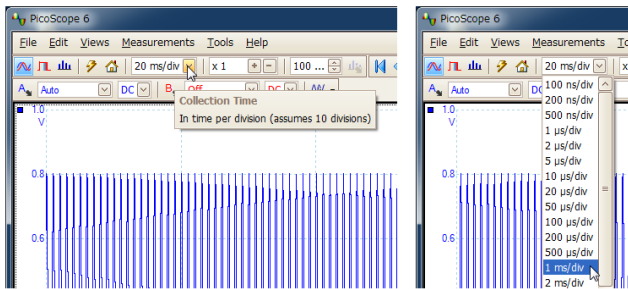 PicoScope 6
File Edit Views Measurements Tools Help
20 ms/div x 1 100 ...
A Auto DC B Off DC
Collection Time
In time per division (assumes 10 divisions)
1.0
V
0.8
0.6
PicoScope 6
File Edit Views Measurements To
20 ms/div x
A Auto DC
100 ns/div
200 ns/div
500 ns/div
1 µs/div
2 µs/div
5 µs/div
10 µs/div
20 µs/div
50 µs/div
100 µs/div
200 µs/div
500 µs/div
1 ms/div
2 ms/div
1.0
V
0.8
0.6